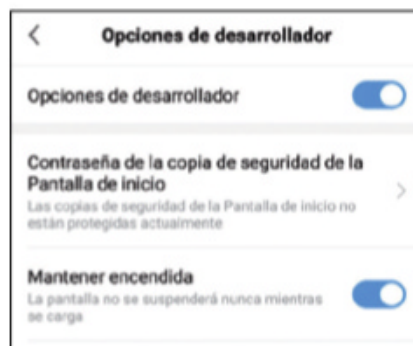 Opciones de desarrollador
Opciones de desarrollador
Contraseña de la copia de seguridad de la
Pantalla de inicio
Las copias de seguridad de la Pantalla de inicio no
están protegidas actualmente
Mantener encendida
La pantalla no se suspenderá nunca mientras
se carga